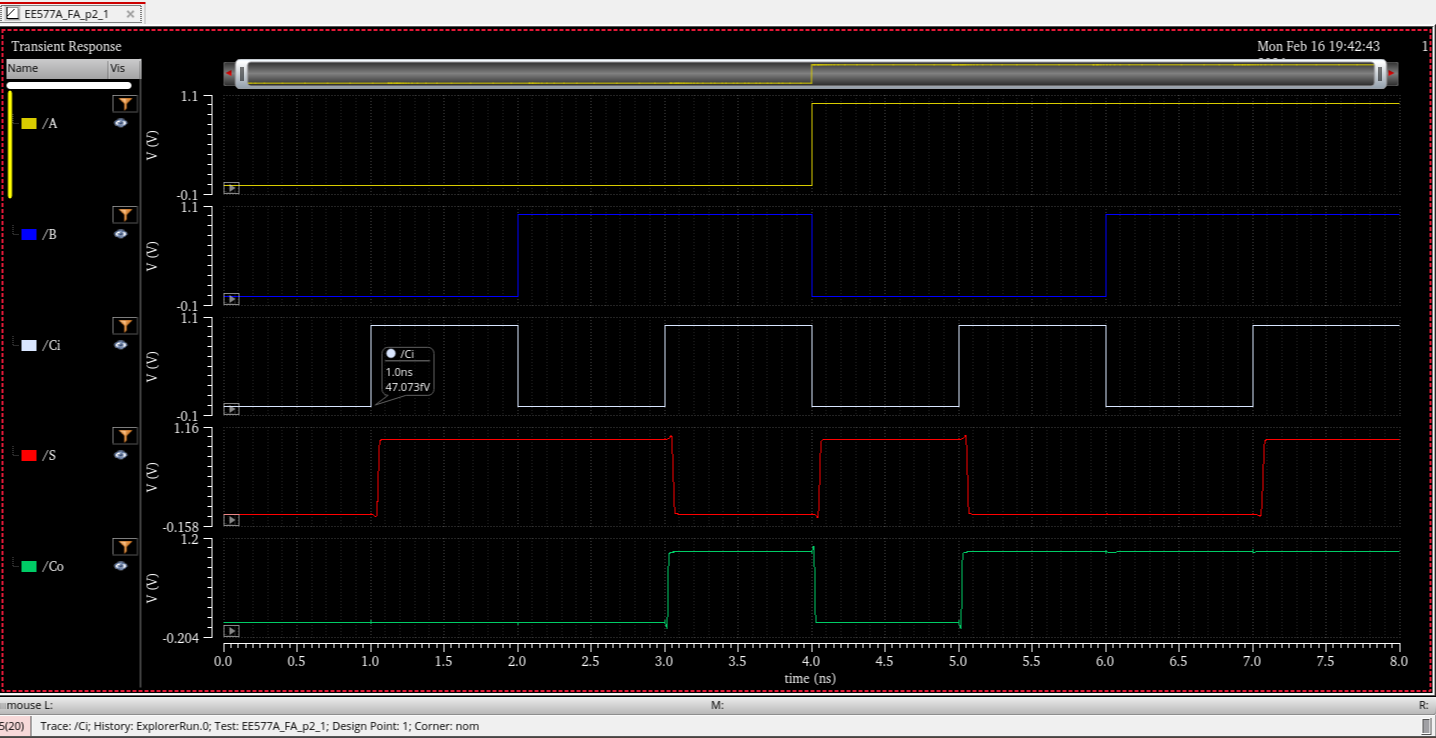 EE577A_FA_p2_1
Transient Response
Mon Feb 16 19:42:43
1
Name Vis
/A
V (V)
1.1
-0.1
/B
V (V)
1.1
-0.1
/Ci
V (V)
1.1
-0.1
/Ci
1.0ns
47.073fV
/S
V (V)
1.16
-0.158
/Co
V (V)
1.2
-0.204
0.0 0.5 1.0 1.5 2.0 2.5 3.0 3.5 4.0 4.5 5.0 5.5 6.0 6.5 7.0 7.5 8.0
time (ns)
mouse L: M: R:
5(20) Trace: /Ci; History: ExplorerRun.0; Test: EE577A_FA_p2_1; Design Point: 1; Corner: nom